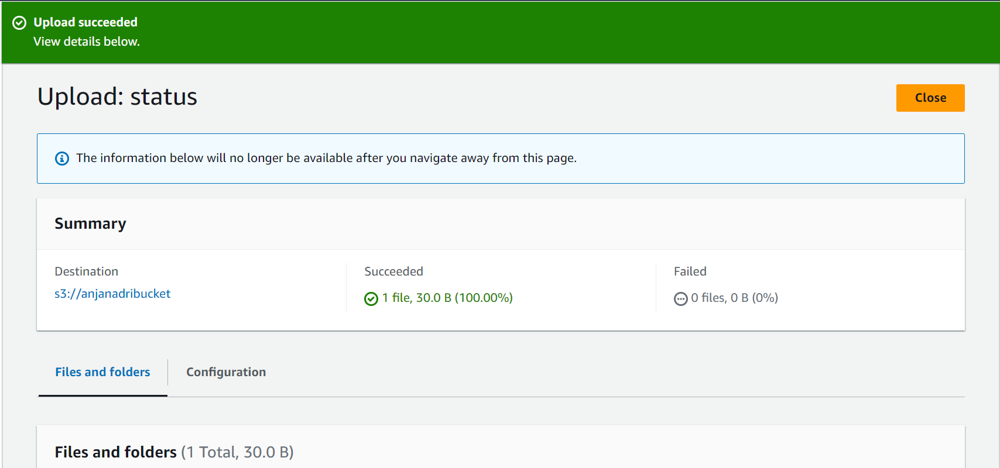 Upload succeeded
View details below.
Upload: status
Close
The information below will no longer be available after you navigate away from this page.
Summary
Destination
s3://anjanadribucket
Succeeded
1 file, 30.0 B (100.00%)
Failed
0 files, 0 B (0%)
Files and folders
Configuration
Files and folders (1 Total, 30.0 B)